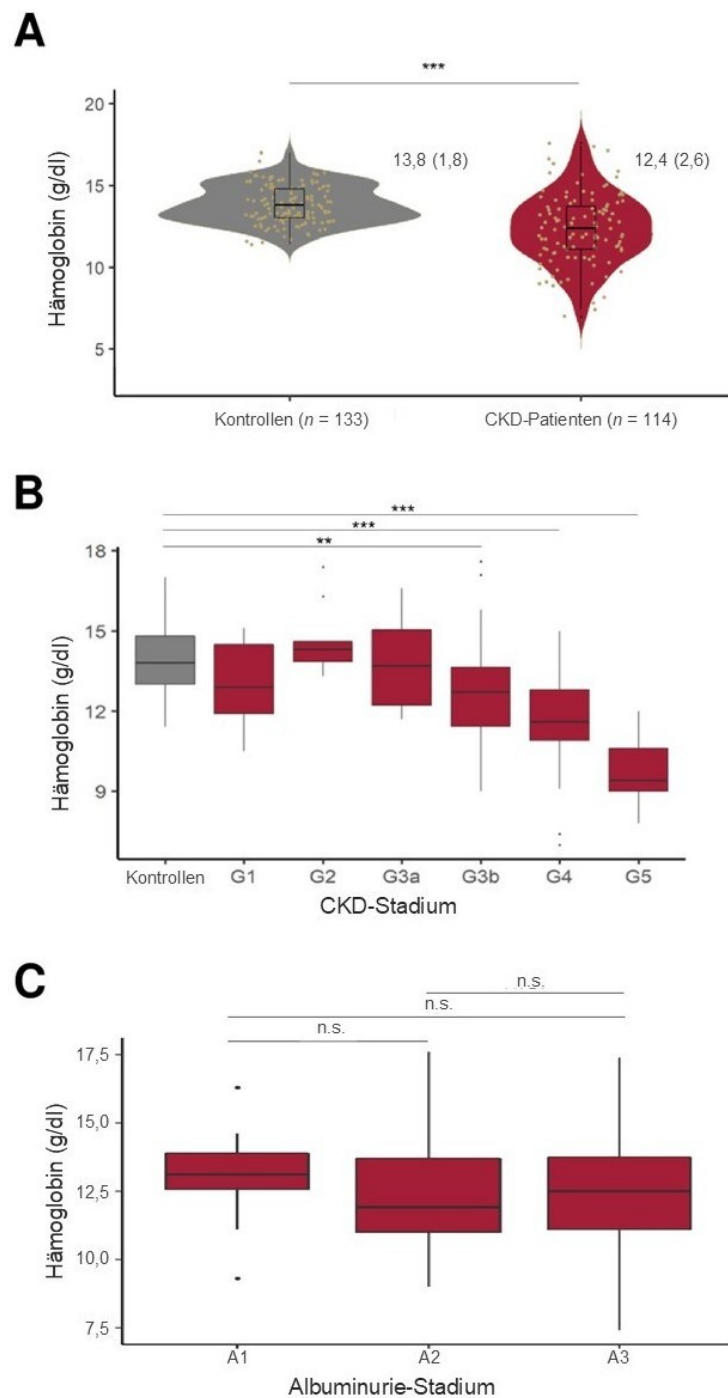 A
***
20
15
10
5
Hämoglobin (g/dl)
13,8 (1,8)
12,4 (2,6)
Kontrollen (n = 133)
CKD-Patienten (n = 114)
B
***
***
**
18
15
12
9
Hämoglobin (g/dl)
Kontrollen G1 G2 G3a G3b G4 G5
CKD-Stadium
C
n.s.
n.s.
n.s.
17,5
15,0
12,5
10,0
7,5
Hämoglobin (g/dl)
A1 A2 A3
Albuminurie-Stadium